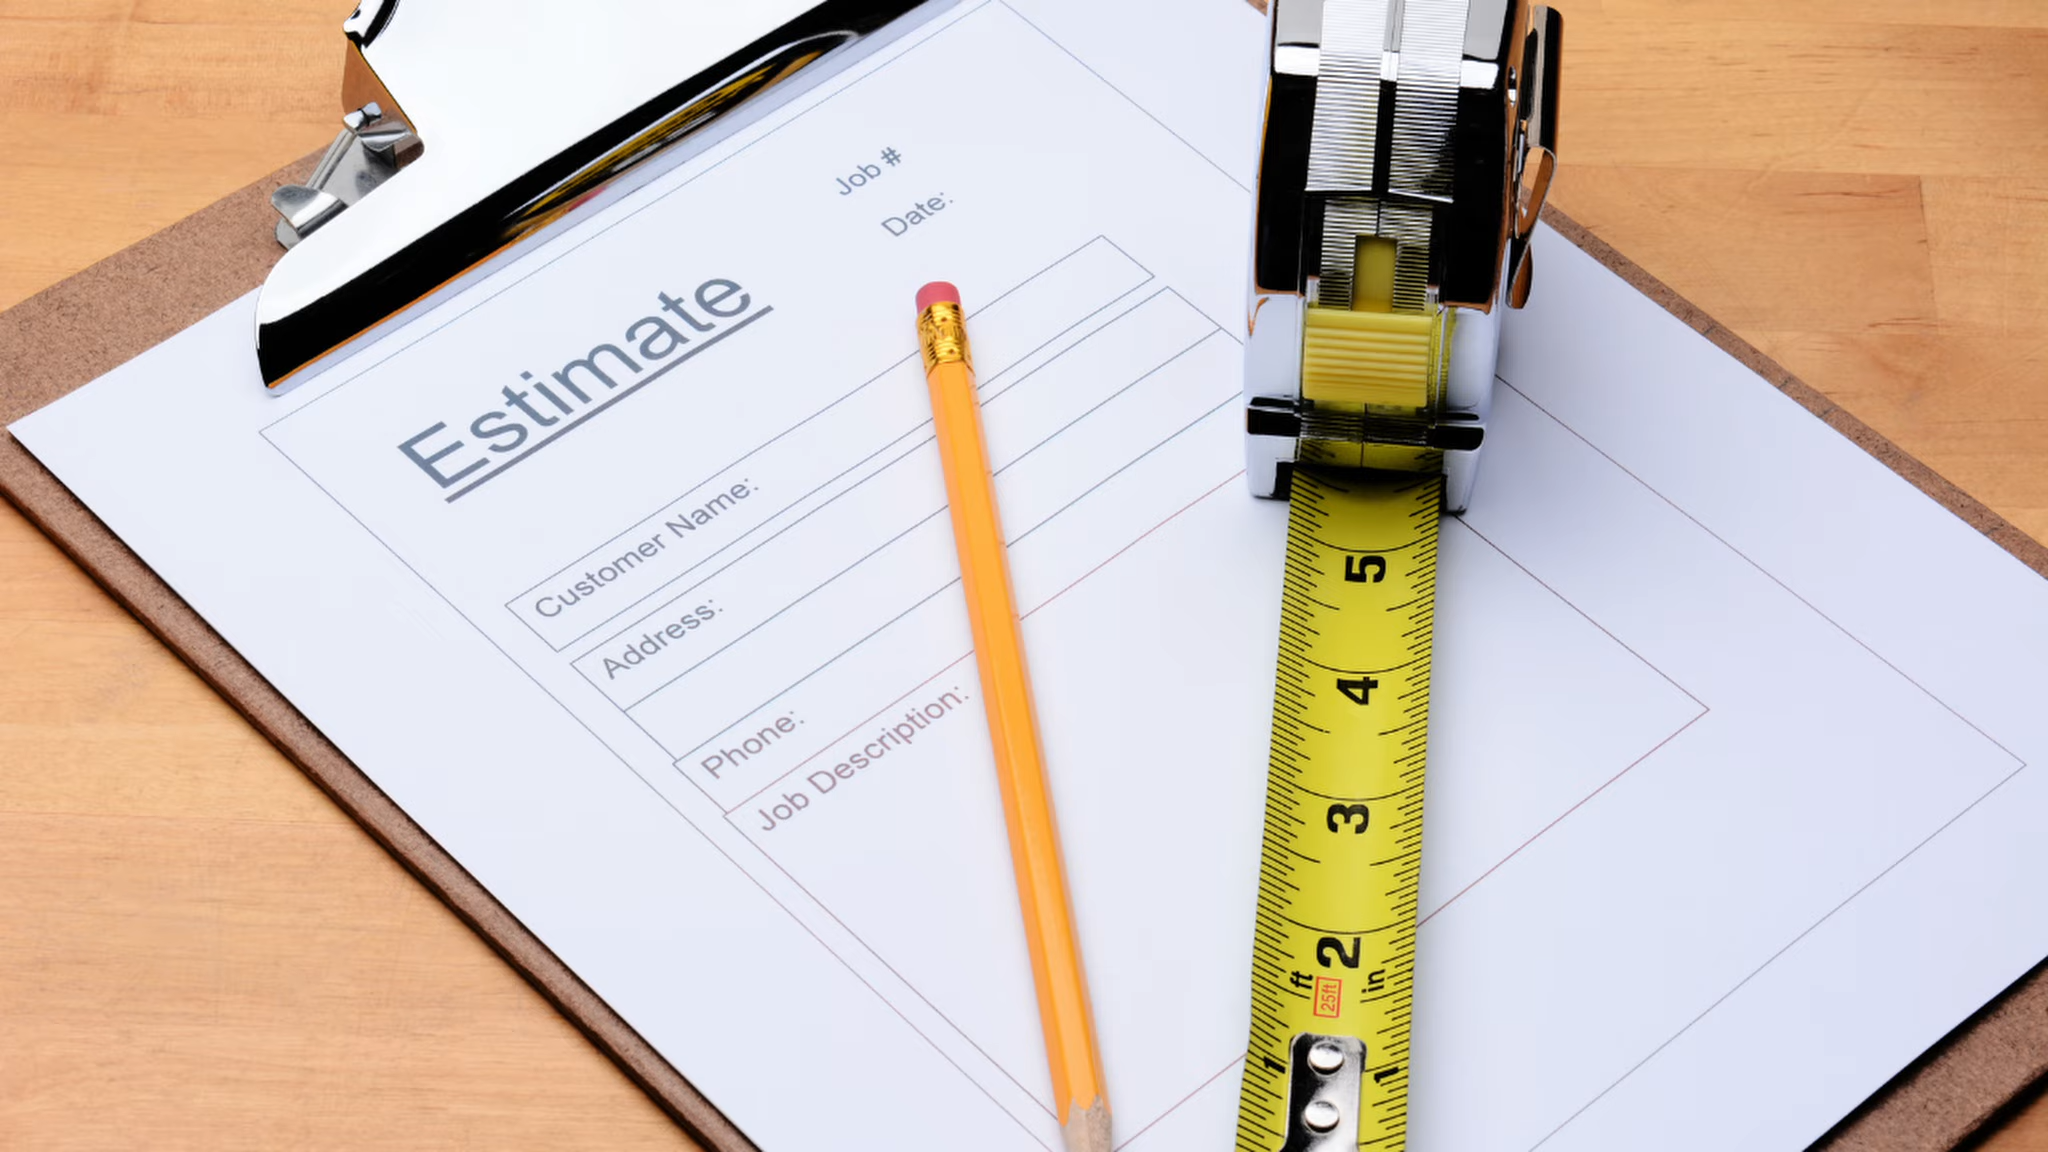 Job #
Date:
Estimate
Customer Name:
Address:
Phone:
Job Description:
5
4
3
2
ft in
25ft
1 1